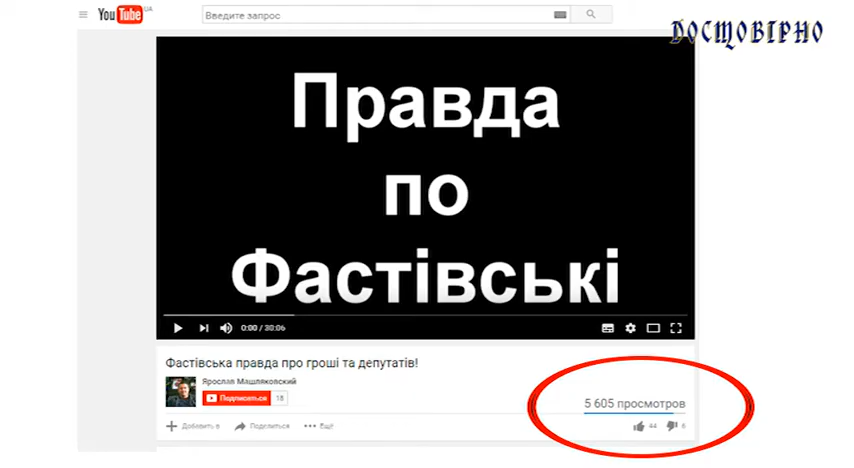 YouTube UA
Введите запрос
ДОСТОВІРНО
Правда
по
Фастівські
0:00 / 30:06
Фастівська правда про гроші та депутатів!
Ярослав Машляковский
Подписаться 18
5 605 просмотров
Добавить в Поделиться Ещё
44 6